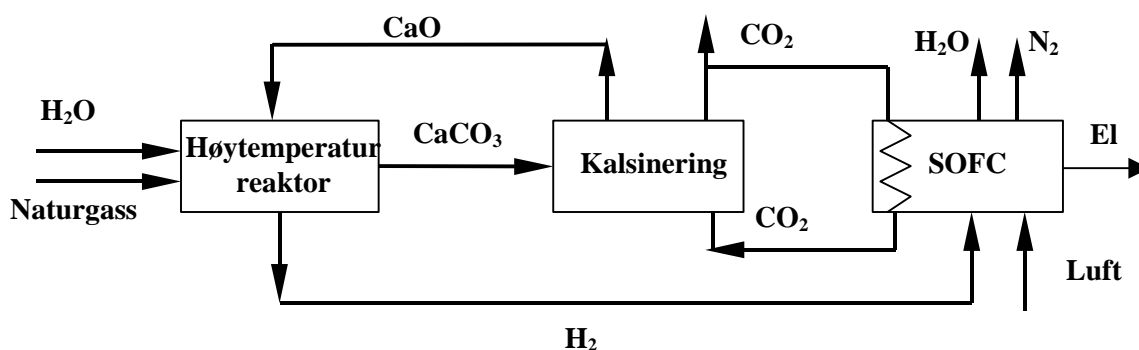 CaO
CO₂
H₂O
N₂
H₂O
Naturgass
Høytemperatur
reaktor
CaCO₃
Kalsinering
CO₂
SOFC
El
Luft
H₂